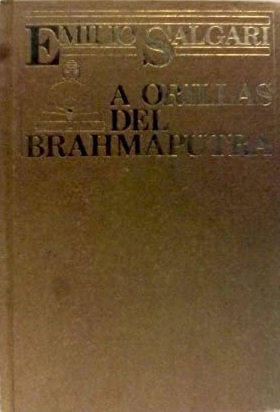 EMILIO SALGARI
A ORILLAS
DEL
BRAHMAPUTRA